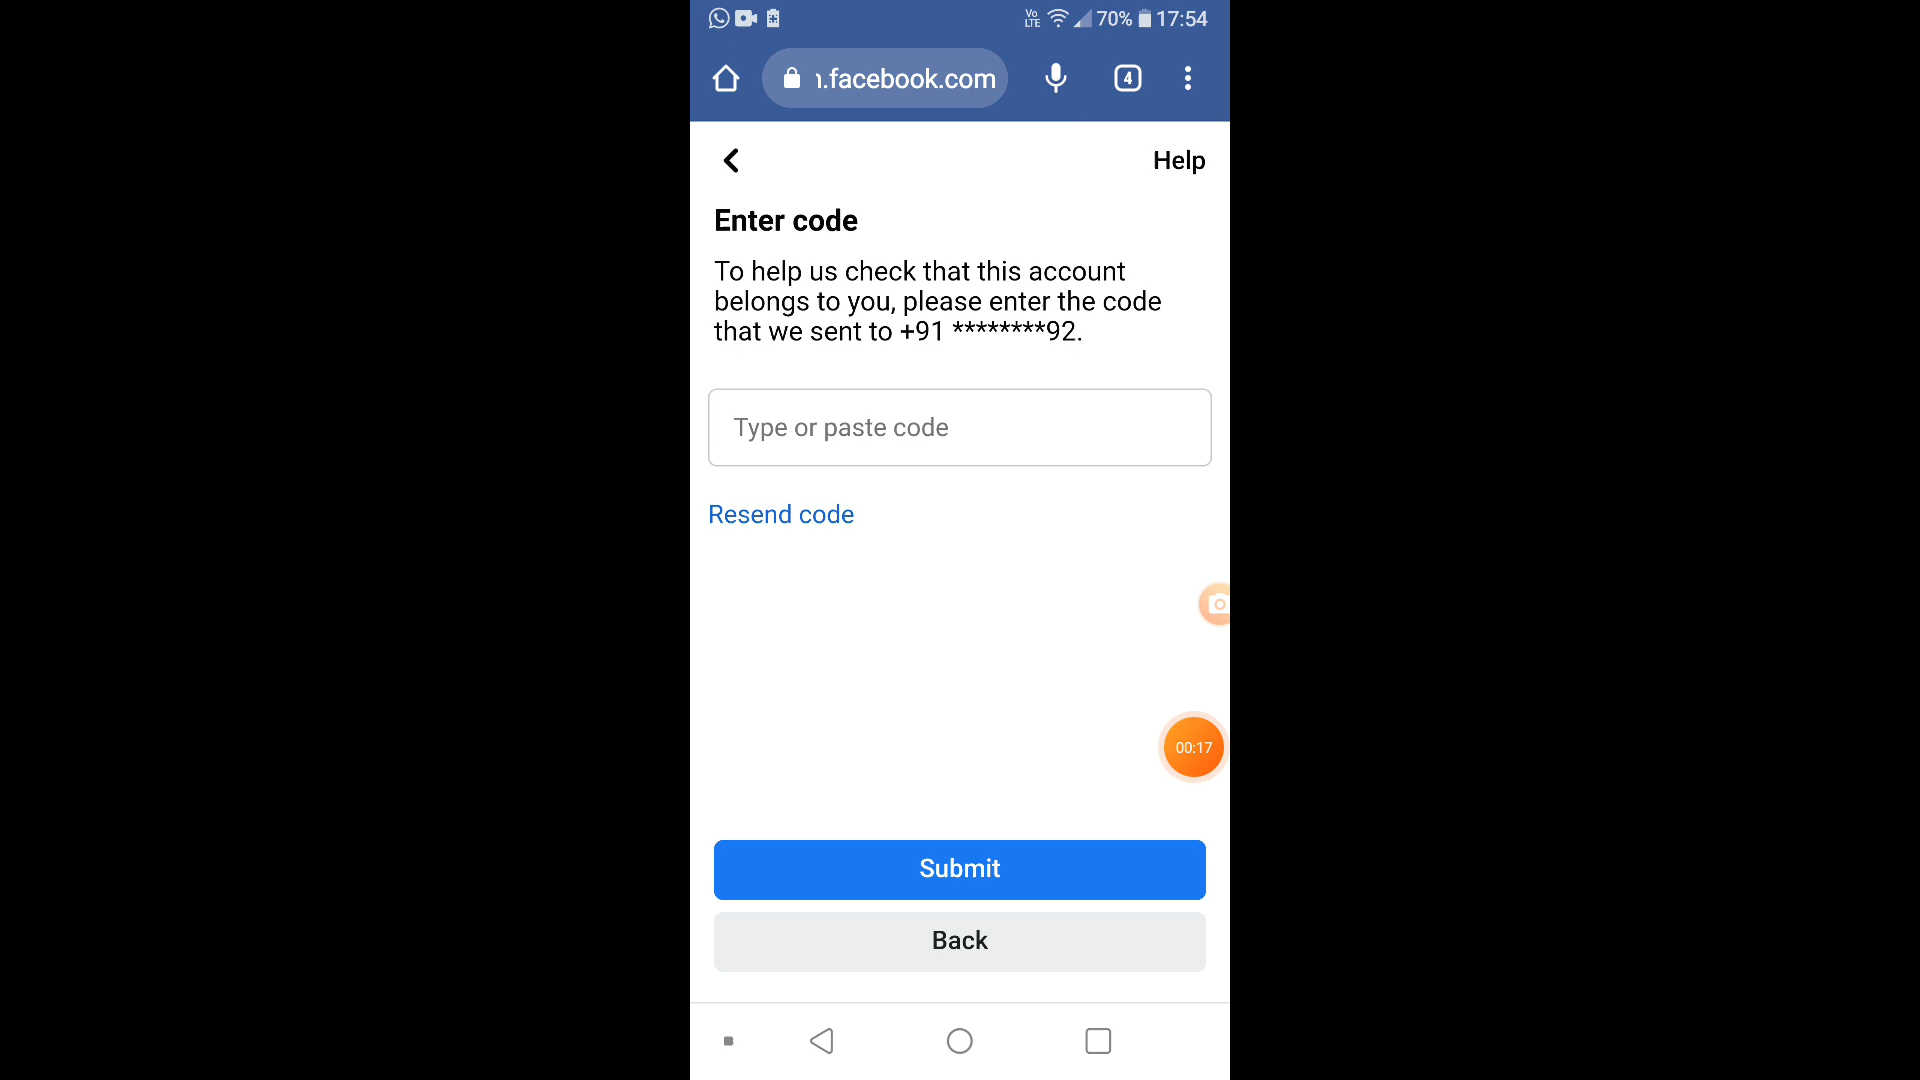 Vo LTE 70% 17:54
.facebook.com 4
Help
Enter code
To help us check that this account
belongs to you, please enter the code
that we sent to +91 ********92.
Type or paste code
Resend code
00:17
Submit
Back